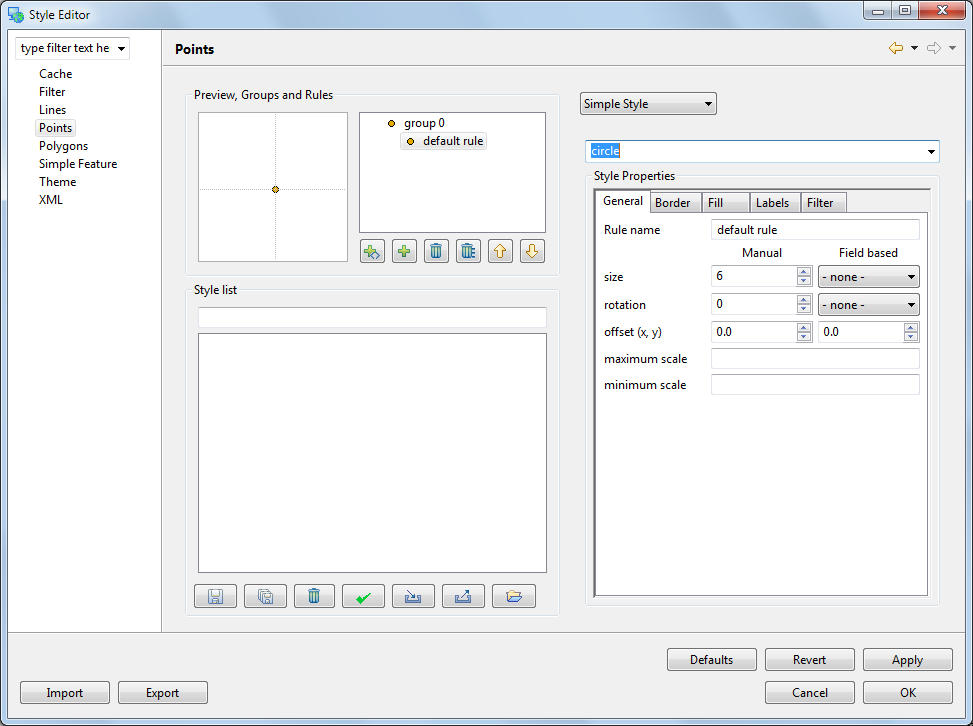 Style Editor
type filter text he
Cache
Filter
Lines
Points
Polygons
Simple Feature
Theme
XML
Points
Preview, Groups and Rules
group 0
default rule
Style list
Simple Style
circle
Style Properties
General Border Fill Labels Filter
Rule name default rule
Manual Field based
size 6 - none -
rotation 0 - none -
offset (x, y) 0.0 0.0
maximum scale
minimum scale
Defaults Revert Apply
Import Export Cancel OK